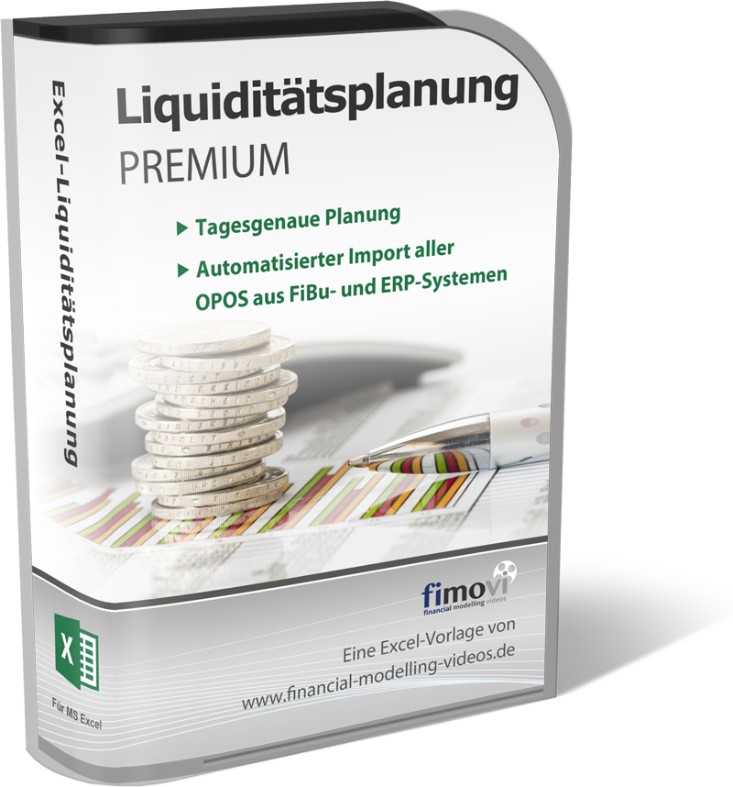 Excel-Liquiditätsplanung
Liquiditätsplanung
PREMIUM
Tagesgenaue Planung
Automatisierter Import aller
OPOS aus FiBu- und ERP-Systemen
fimovi
financial modelling videos
Eine Excel-Vorlage von
www.financial-modelling-videos.de
X
Für MS Excel